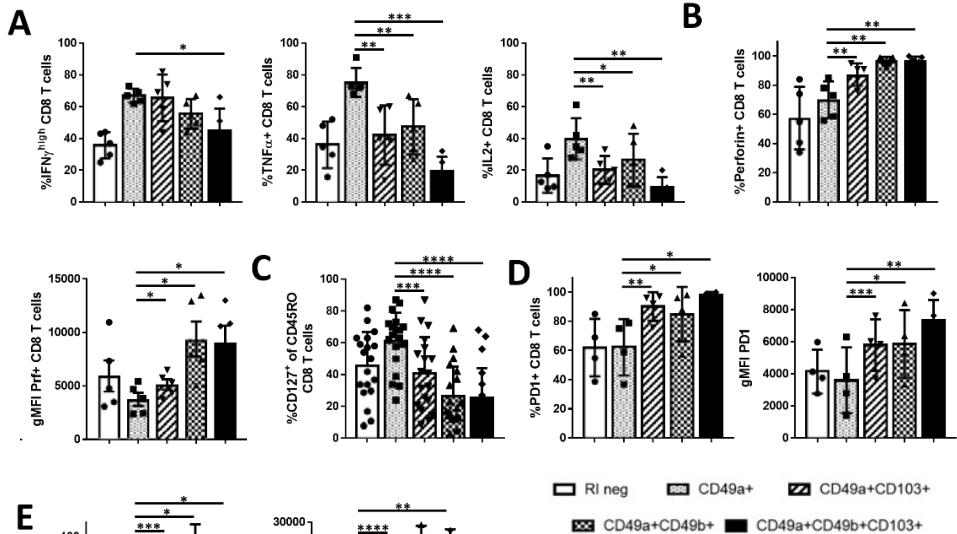 A
B
* *** ** ** ** * ** ** ** **
100 80 60 40 20 0
%IFNγhigh CD8 T cells
100 80 60 40 20 0
%TNFα+ CD8 T cells
100 80 60 40 20 0
%IL2+ CD8 T cells
100 80 60 40 20 0
%Perforin+ CD8 T cells
C
D
* * * **** **** *** * * ** ** * ***
15000 10000 5000 0
gMFI Prf+ CD8 T cells
100 80 60 40 20 0
%CD127+ of CD45RO
CD8 T cells
100 80 60 40 20 0
%PD1+ CD8 T cells
10000 8000 6000 4000 2000 0
gMFI PD1
RI neg CD49a+ CD49a+CD103+
CD49a+CD49b+ CD49a+CD49b+CD103+
E
* * *** ** ****
30000